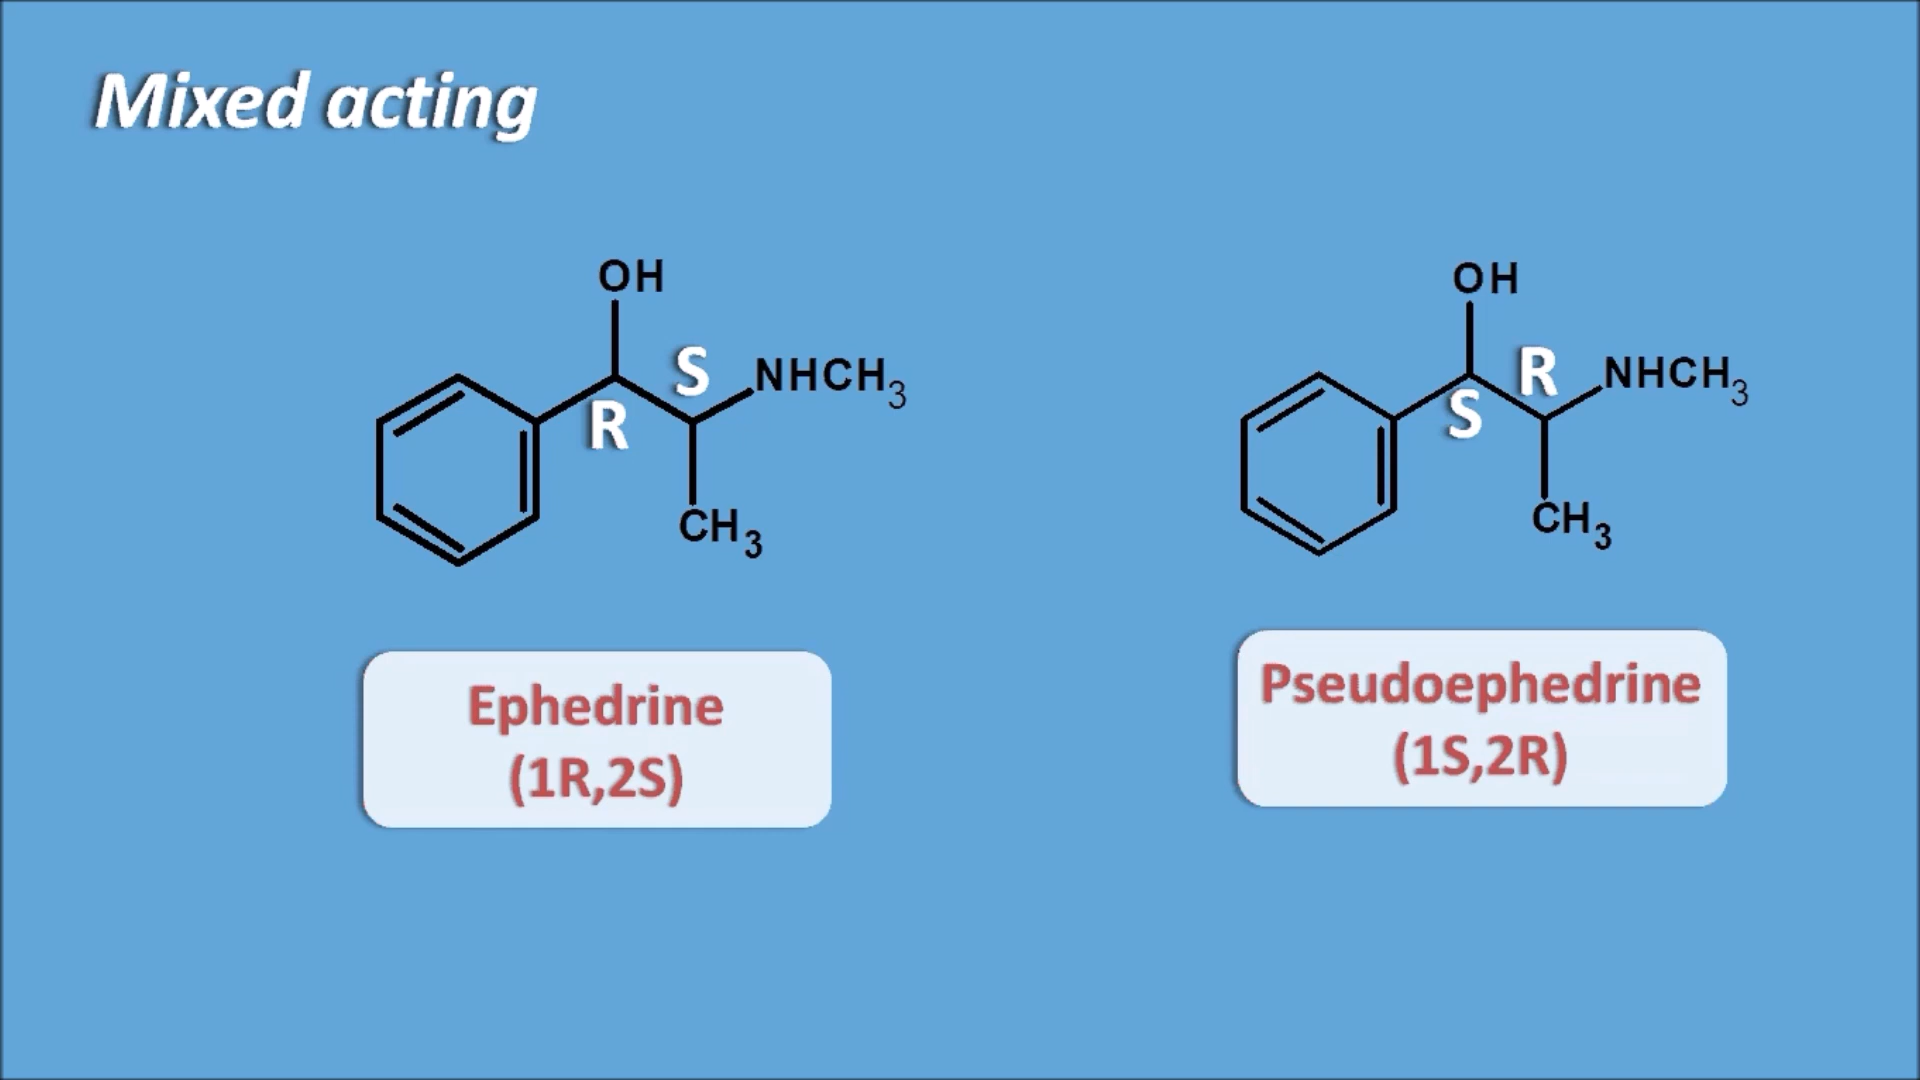 Mixed acting
OH
S
NHCH3
R
CH3
OH
R
NHCH3
S
CH3
Ephedrine
(1R,2S)
Pseudoephedrine
(1S,2R)